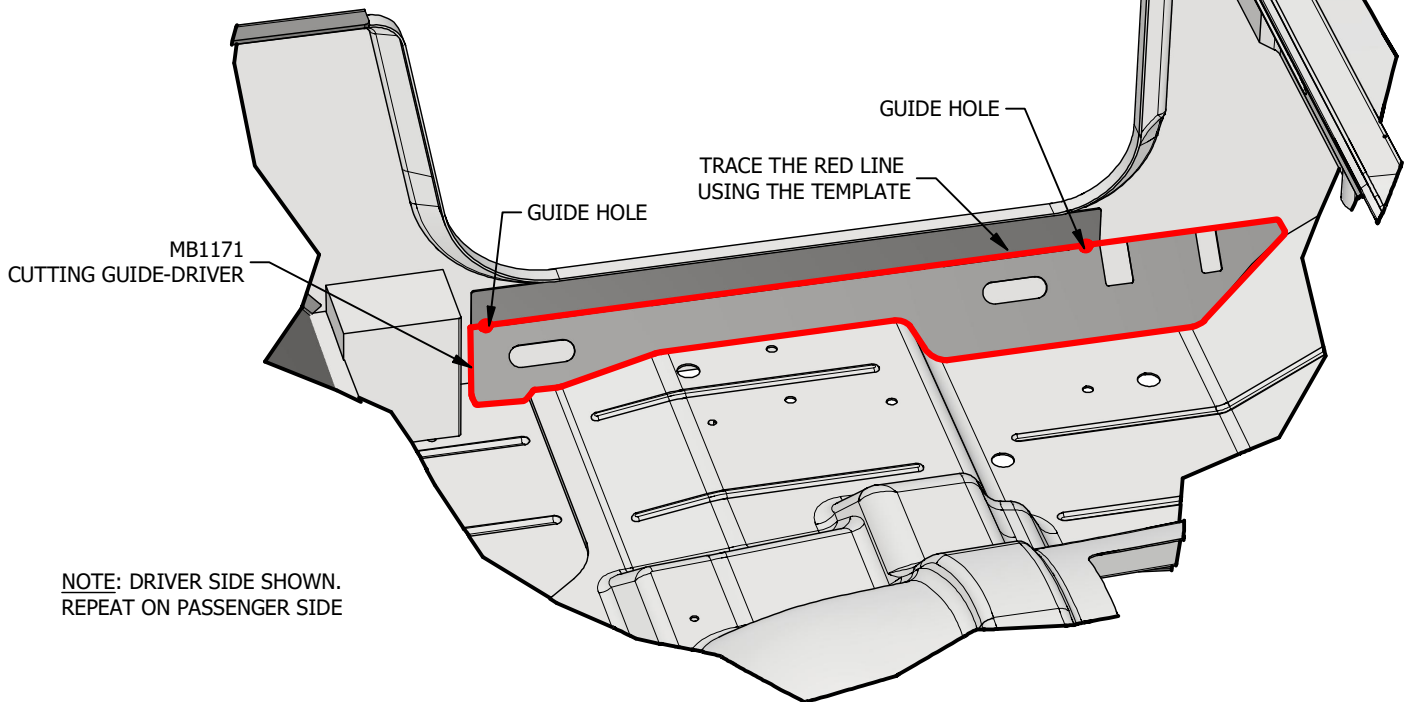 GUIDE HOLE
TRACE THE RED LINE
USING THE TEMPLATE
GUIDE HOLE
MB1171
CUTTING GUIDE-DRIVER
NOTE: DRIVER SIDE SHOWN.
REPEAT ON PASSENGER SIDE